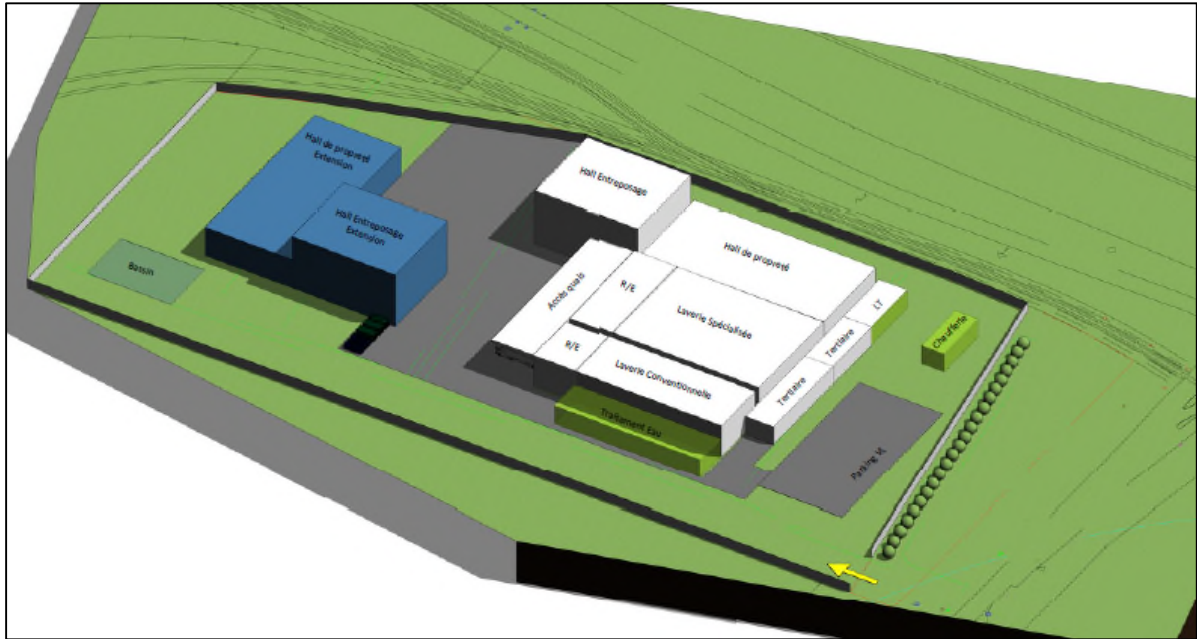 Hall de propreté
Extension
Hall Entreposage
Extension
Bassin
Hall Entreposage
Hall de propreté
Accès quais
R/E
Laverie Spécialisée
LT
Chaufferie
R/E
Laverie Conventionnelle
Tertiaire
Tertiaire
Traitement Eau
Parking VL